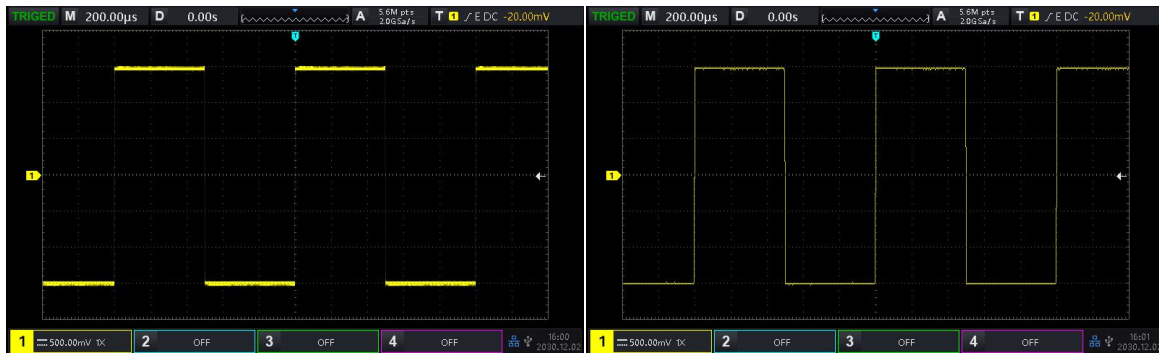 TRIGED M 200.00μs D 0.00s A 5.6M pts 2.0GSa/s T 1 E DC -20.00mV
T
1
1 500.00mV 1X 2 OFF 3 OFF 4 OFF 16:00 2030.12.02
TRIGED M 200.00μs D 0.00s A 5.6M pts 2.0GSa/s T 1 E DC -20.00mV
T
1
1 500.00mV 1X 2 OFF 3 OFF 4 OFF 16:01 2030.12.02